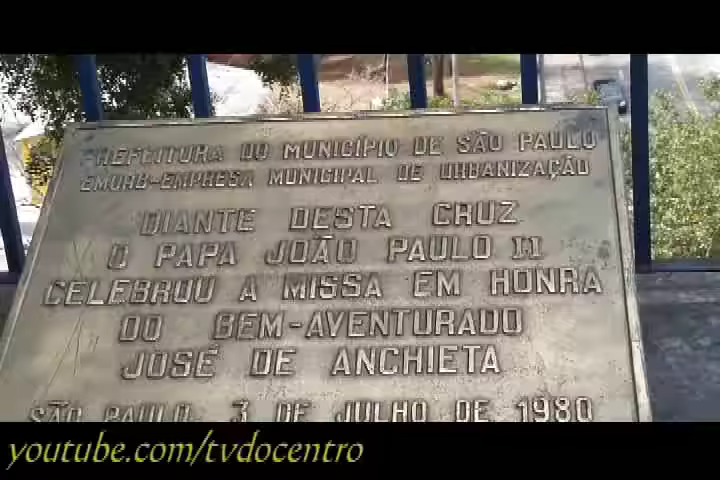 PREFEITURA DO MUNICÍPIO DE SÃO PAULO
EMURB-EMPRESA MUNICIPAL DE URBANIZAÇÃO
DIANTE DESTA CRUZ
O PAPA JOÃO PAULO II
CELEBROU A MISSA EM HONRA
DO BEM-AVENTURADO
JOSÉ DE ANCHIETA
SÃO PAULO, 3 DE JULHO DE 1980
youtube.com/tvdocentro